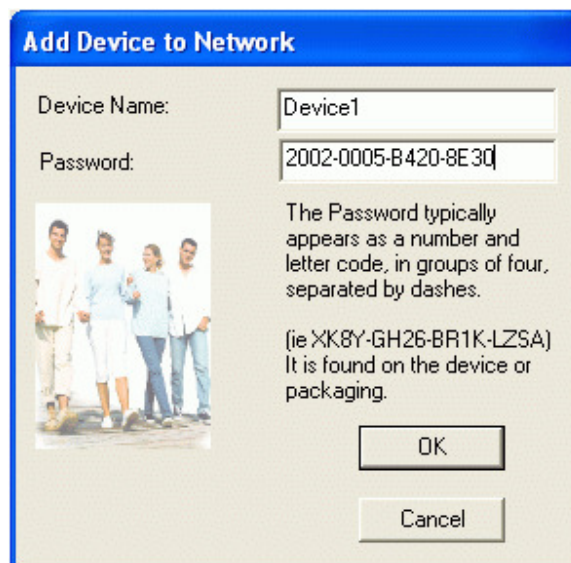 Add Device to Network
Device Name:
Device1
Password:
2002-0005-B420-8E30
The Password typically
appears as a number and
letter code, in groups of four,
separated by dashes.
(ie XK8Y-GH26-BR1K-LZSA)
It is found on the device or
packaging.
OK
Cancel